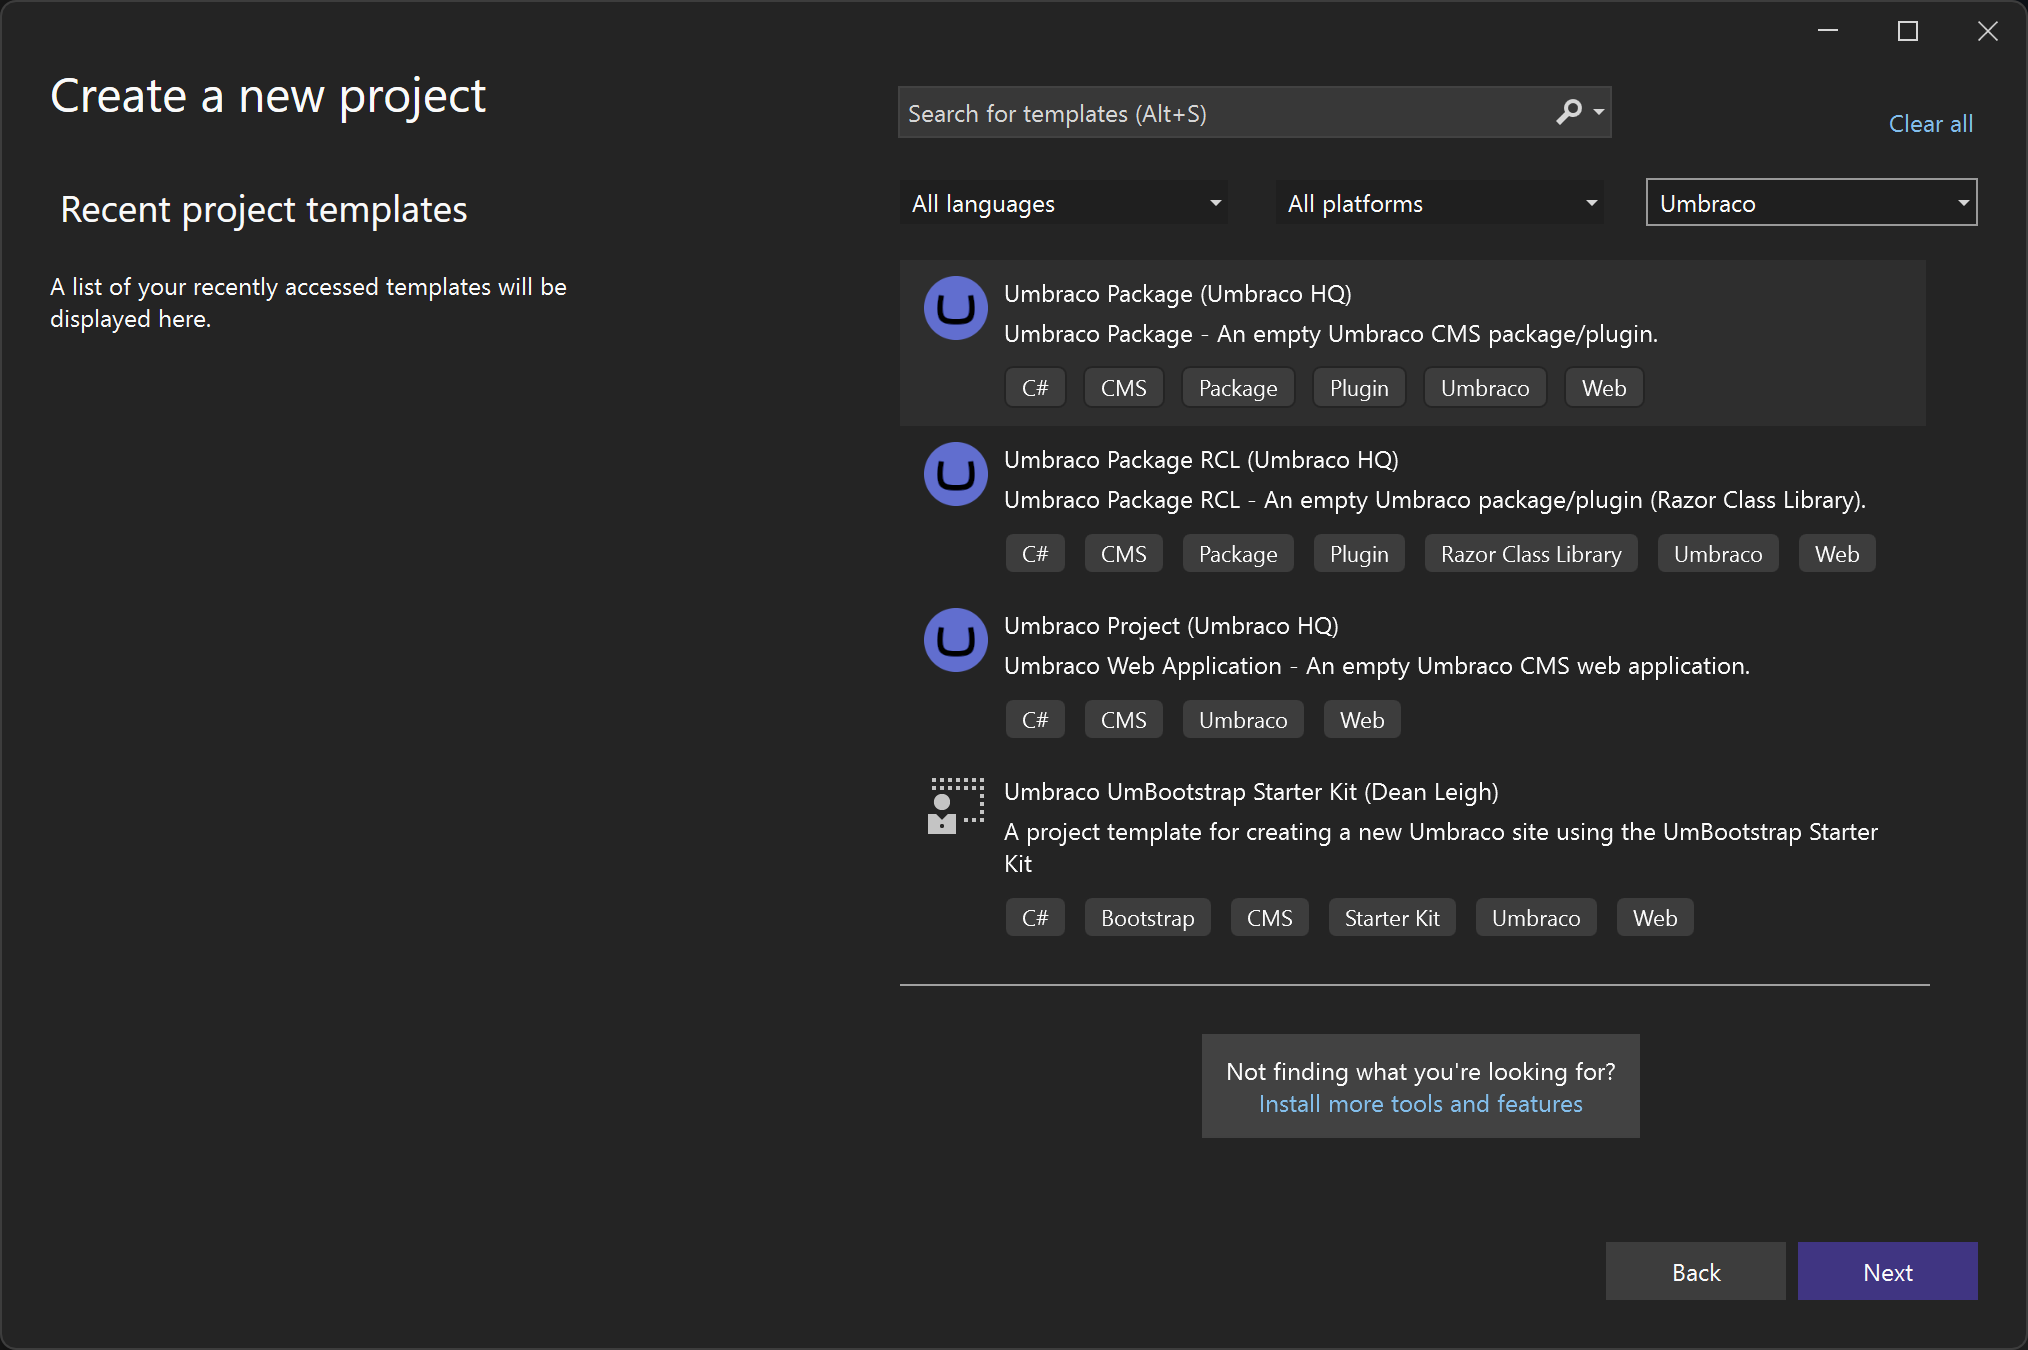 Create a new project
Recent project templates
A list of your recently accessed templates will be
displayed here.
Search for templates (Alt+S)
Clear all
All languages
All platforms
Umbraco
Umbraco Package (Umbraco HQ)
Umbraco Package - An empty Umbraco CMS package/plugin.
C# CMS Package Plugin Umbraco Web
Umbraco Package RCL (Umbraco HQ)
Umbraco Package RCL - An empty Umbraco package/plugin (Razor Class Library).
C# CMS Package Plugin Razor Class Library Umbraco Web
Umbraco Project (Umbraco HQ)
Umbraco Web Application - An empty Umbraco CMS web application.
C# CMS Umbraco Web
Umbraco UmBootstrap Starter Kit (Dean Leigh)
A project template for creating a new Umbraco site using the UmBootstrap Starter
Kit
C# Bootstrap CMS Starter Kit Umbraco Web
Not finding what you're looking for?
Install more tools and features
Back
Next